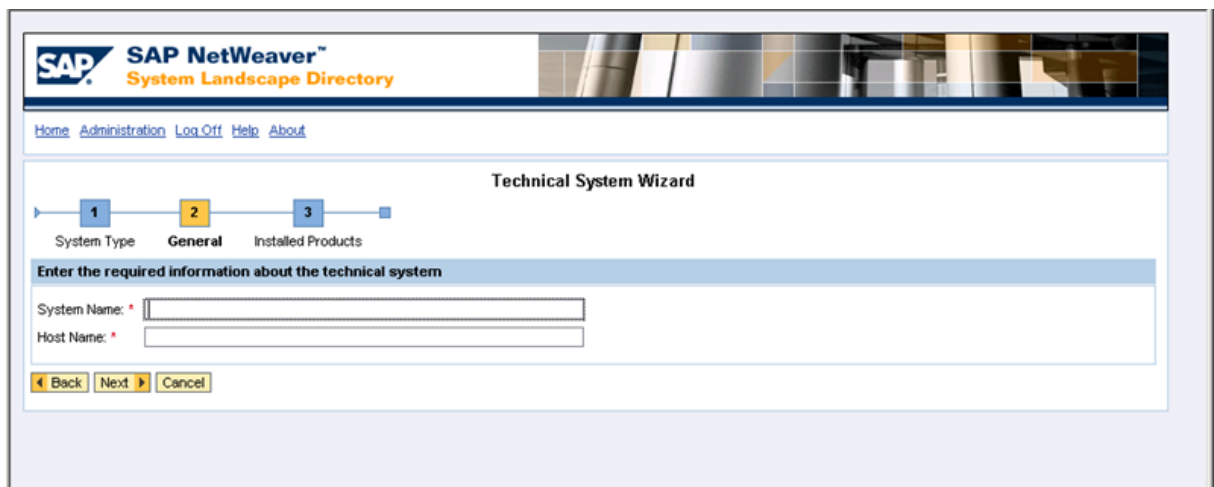 SAP
SAP NetWeaver™
System Landscape Directory
Home Administration Log Off Help About
Technical System Wizard
1 2 3
System Type General Installed Products
Enter the required information about the technical system
System Name: *
Host Name: *
Back Next Cancel